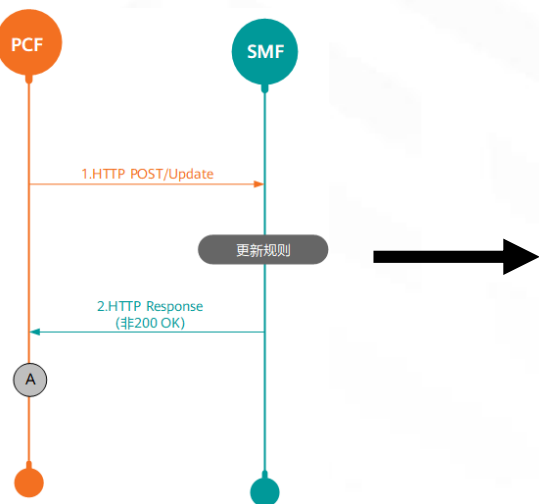 PCF
SMF
1.HTTP POST/Update
更新规则
2.HTTP Response
(非200 OK)
A